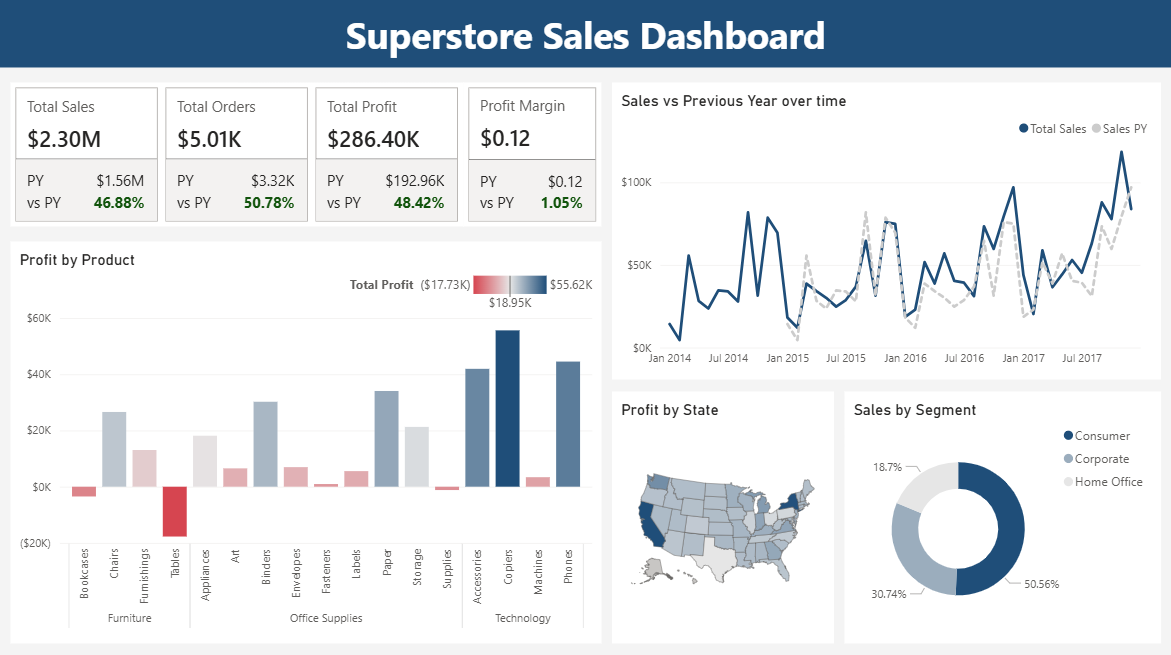 Superstore Sales Dashboard
Total Sales
$2.30M
PY $1.56M
vs PY 46.88%
Total Orders
$5.01K
PY $3.32K
vs PY 50.78%
Total Profit
$286.40K
PY $192.96K
vs PY 48.42%
Profit Margin
$0.12
PY $0.12
vs PY 1.05%
Sales vs Previous Year over time
Total Sales Sales PY
$100K
$50K
$0K
Jan 2014 Jul 2014 Jan 2015 Jul 2015 Jan 2016 Jul 2016 Jan 2017 Jul 2017
Profit by Product
Total Profit ($17.73K) $55.62K
$18.95K
$60K
$40K
$20K
$0K
($20K)
Bookcases
Chairs
Furnishings
Tables
Appliances
Art
Binders
Envelopes
Fasteners
Labels
Paper
Storage
Supplies
Accessories
Copiers
Machines
Phones
Furniture Office Supplies Technology
Profit by State
Sales by Segment
Consumer
Corporate
Home Office
18.7%
30.74%
50.56%